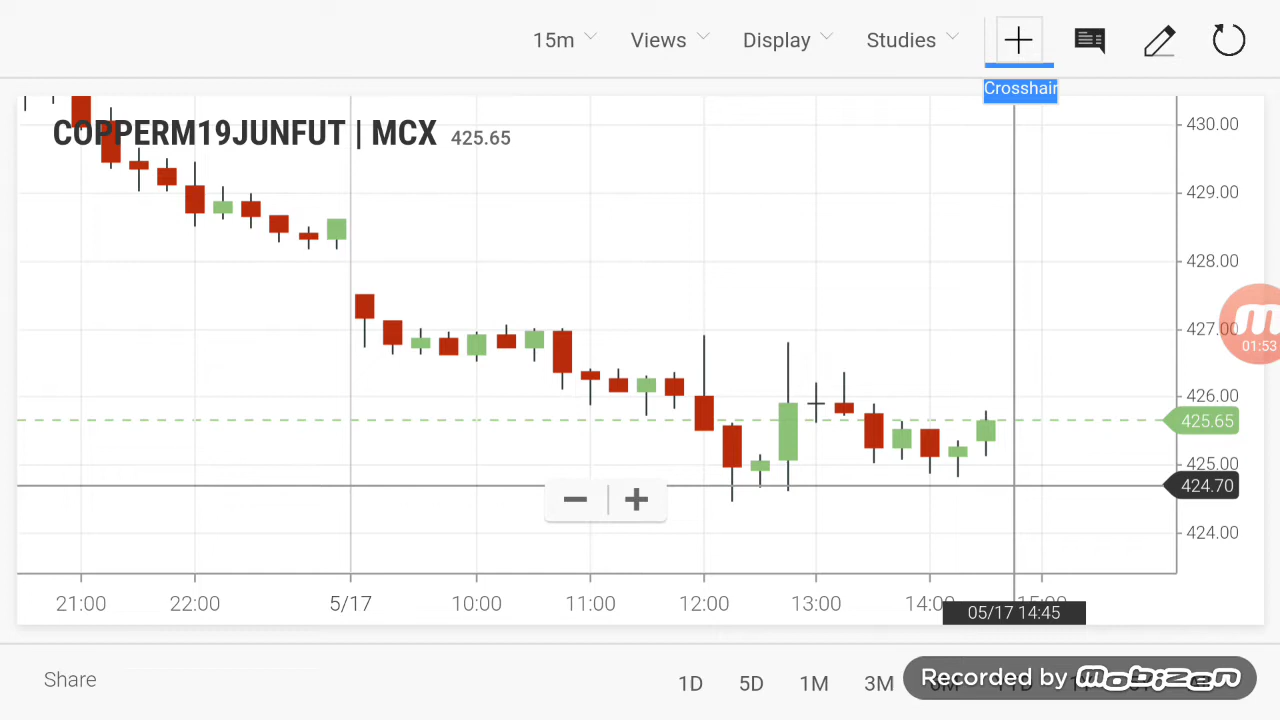 15m Views Display Studies
Crosshair
COPPERM19JUNFUT | MCX 425.65
430.00
429.00
428.00
427.00
01:53
426.00
425.65
425.00
424.70
424.00
21:00 22:00 5/17 10:00 11:00 12:00 13:00 14:00 15:00
05/17 14:45
Share 1D 5D 1M 3M
Recorded by mobizen